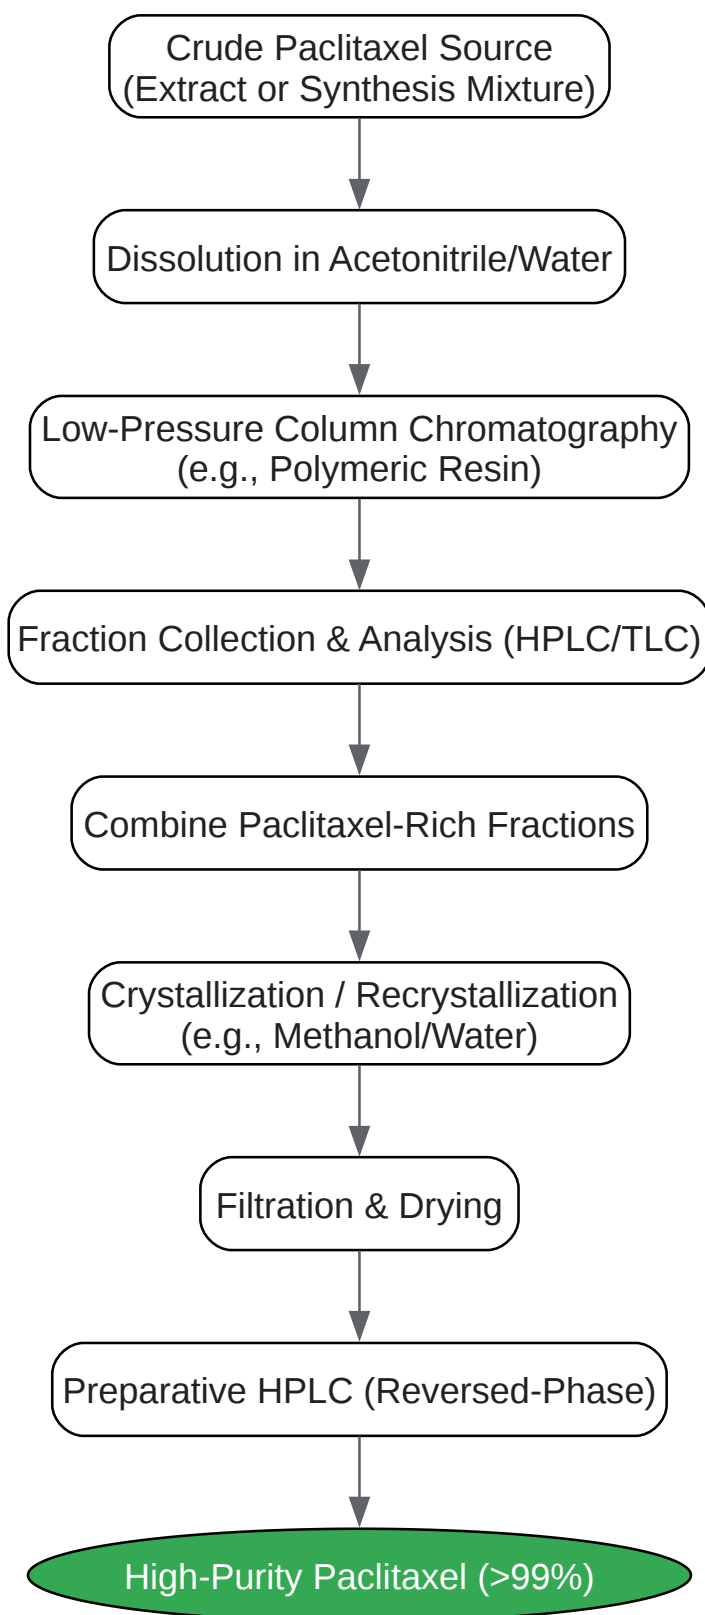 Crude Paclitaxel Source
(Extract or Synthesis Mixture)
Dissolution in Acetonitrile/Water
Low-Pressure Column Chromatography
(e.g., Polymeric Resin)
Fraction Collection & Analysis (HPLC/TLC)
Combine Paclitaxel-Rich Fractions
Crystallization / Recrystallization
(e.g., Methanol/Water)
Filtration & Drying
Preparative HPLC (Reversed-Phase)
High-Purity Paclitaxel (>99%)